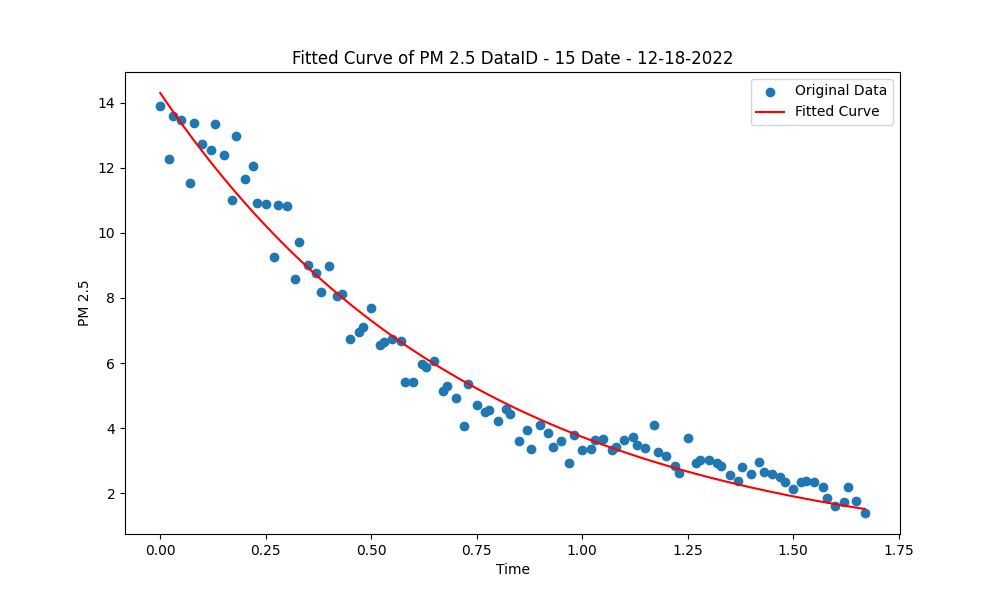 Fitted Curve of PM 2.5 DataID - 15 Date - 12-18-2022
Original Data
Fitted Curve
14
12
10
8
6
4
2
PM 2.5
0.00 0.25 0.50 0.75 1.00 1.25 1.50 1.75
Time